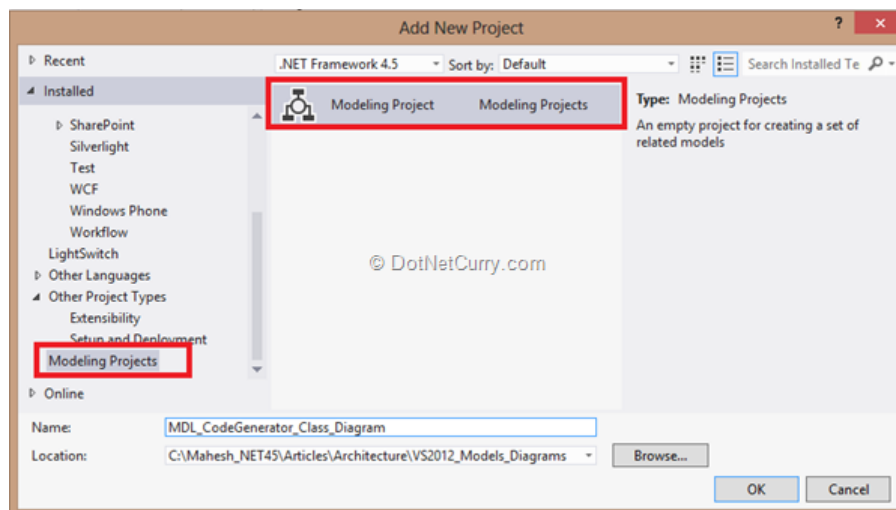 Add New Project
?
Recent
.NET Framework 4.5
Sort by: Default
Search Installed Te
Installed
SharePoint
Silverlight
Test
WCF
Windows Phone
Workflow
LightSwitch
Other Languages
Other Project Types
Extensibility
Setup and Deployment
Modeling Projects
Online
Modeling Project Modeling Projects
Type: Modeling Projects
An empty project for creating a set of
related models
© DotNetCurry.com
Name: MDL_CodeGenerator_Class_Diagram
Location: C:\Mahesh_NET45\Articles\Architecture\VS2012_Models_Diagrams
Browse...
OK Cancel